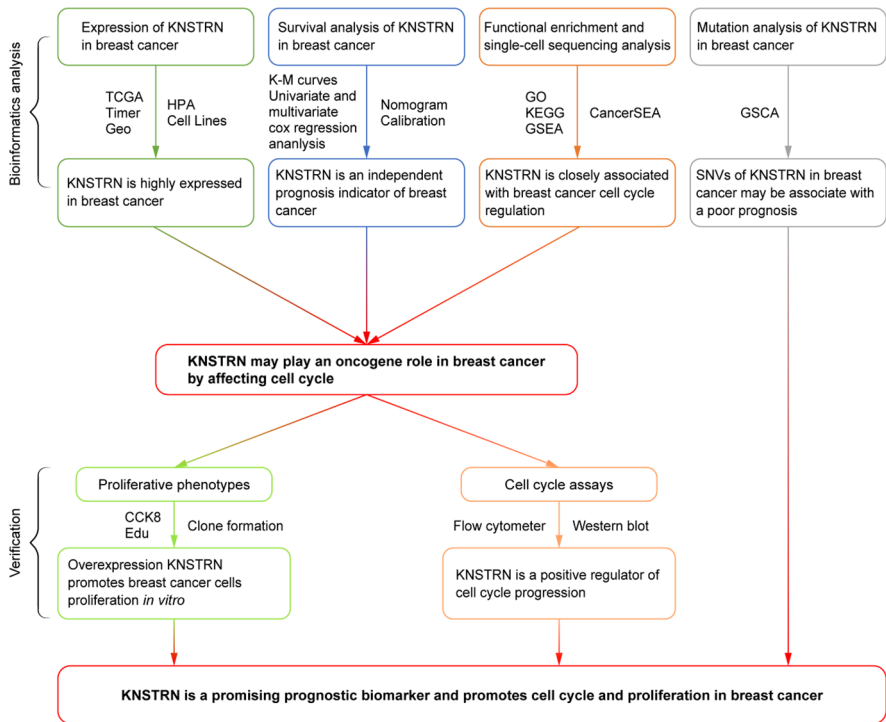 Bioinformatics analysis
Expression of KNSTRN
in breast cancer
TCGA
Timer
Geo
HPA
Cell Lines
KNSTRN is highly expressed
in breast cancer
Survival analysis of KNSTRN
in breast cancer
K-M curves
Univariate and
multivariate
cox regression
ananlysis
Nomogram
Calibration
KNSTRN is an independent
prognosis indicator of breast
cancer
Functional enrichment and
single-cell sequencing analysis
GO
KEGG
GSEA
CancerSEA
KNSTRN is closely associated
with breast cancer cell cycle
regulation
Mutation analysis of KNSTRN
in breast cancer
GSCA
SNVs of KNSTRN in breast
cancer may be associate with
a poor prognosis
KNSTRN may play an oncogene role in breast cancer
by affecting cell cycle
Verification
Proliferative phenotypes
CCK8
Edu
Clone formation
Overexpression KNSTRN
promotes breast cancer cells
proliferation in vitro
Cell cycle assays
Flow cytometer
Western blot
KNSTRN is a positive regulator of
cell cycle progression
KNSTRN is a promising prognostic biomarker and promotes cell cycle and proliferation in breast cancer